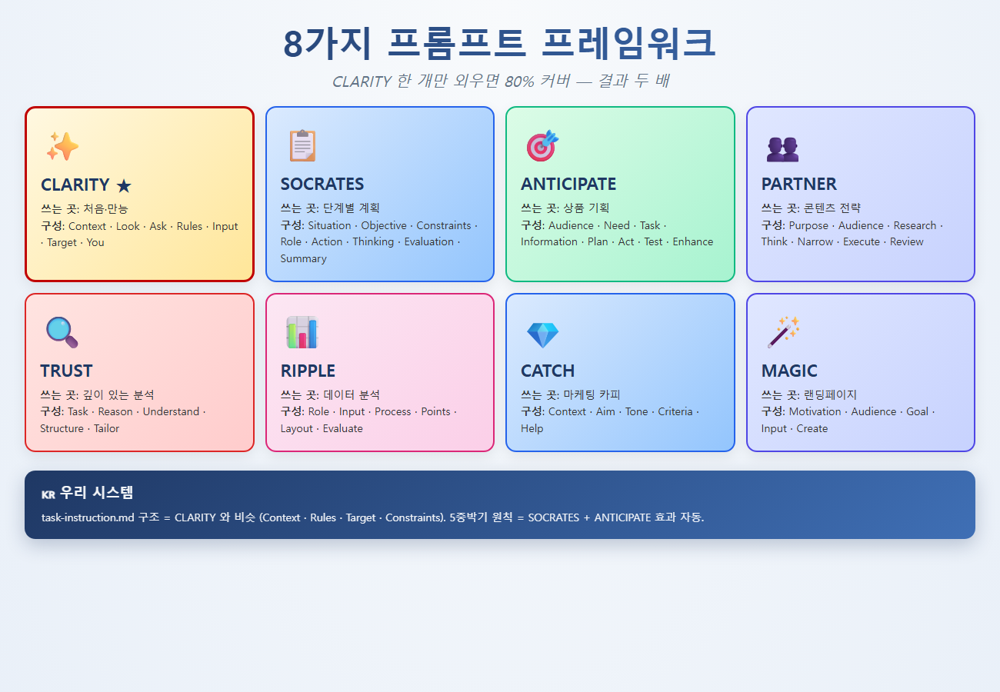 8가지 프롬프트 프레임워크
CLARITY 한 개만 외우면 80% 커버 — 결과 두 배
CLARITY ★
쓰는 곳: 처음·만능
구성: Context · Look · Ask · Rules · Input
· Target · You
SOCRATES
쓰는 곳: 단계별 계획
구성: Situation · Objective · Constraints ·
Role · Action · Thinking · Evaluation ·
Summary
ANTICIPATE
쓰는 곳: 상품 기획
구성: Audience · Need · Task ·
Information · Plan · Act · Test · Enhance
PARTNER
쓰는 곳: 콘텐츠 전략
구성: Purpose · Audience · Research ·
Think · Narrow · Execute · Review
TRUST
쓰는 곳: 깊이 있는 분석
구성: Task · Reason · Understand ·
Structure · Tailor
RIPPLE
쓰는 곳: 데이터 분석
구성: Role · Input · Process · Points ·
Layout · Evaluate
CATCH
쓰는 곳: 마케팅 카피
구성: Context · Aim · Tone · Criteria ·
Help
MAGIC
쓰는 곳: 랜딩페이지
구성: Motivation · Audience · Goal ·
Input · Create
KR 우리 시스템
task-instruction.md 구조 = CLARITY 와 비슷 (Context · Rules · Target · Constraints). 5중박기 원칙 = SOCRATES + ANTICIPATE 효과 자동.